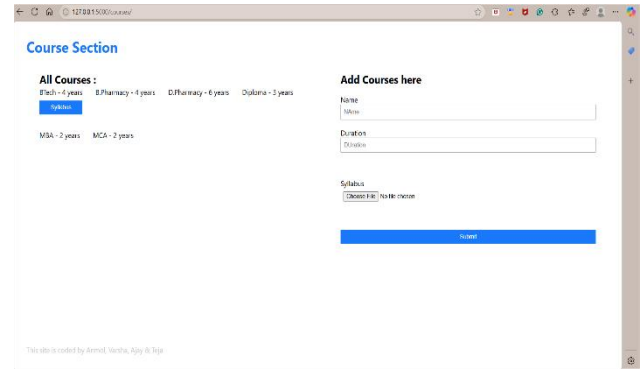 127.0.0.1:5000/courses/
Course Section
All Courses :
BTech - 4 years B.Pharmacy - 4 years D.Pharmacy - 6 years Diploma - 3 years
Syllabus
MBA - 2 years MCA - 2 years
Add Courses here
Name
NAme
Duration
DUration
Syllabus
Choose File No file chosen
Submit
This site is coded by Anmol, Ajay & Teja